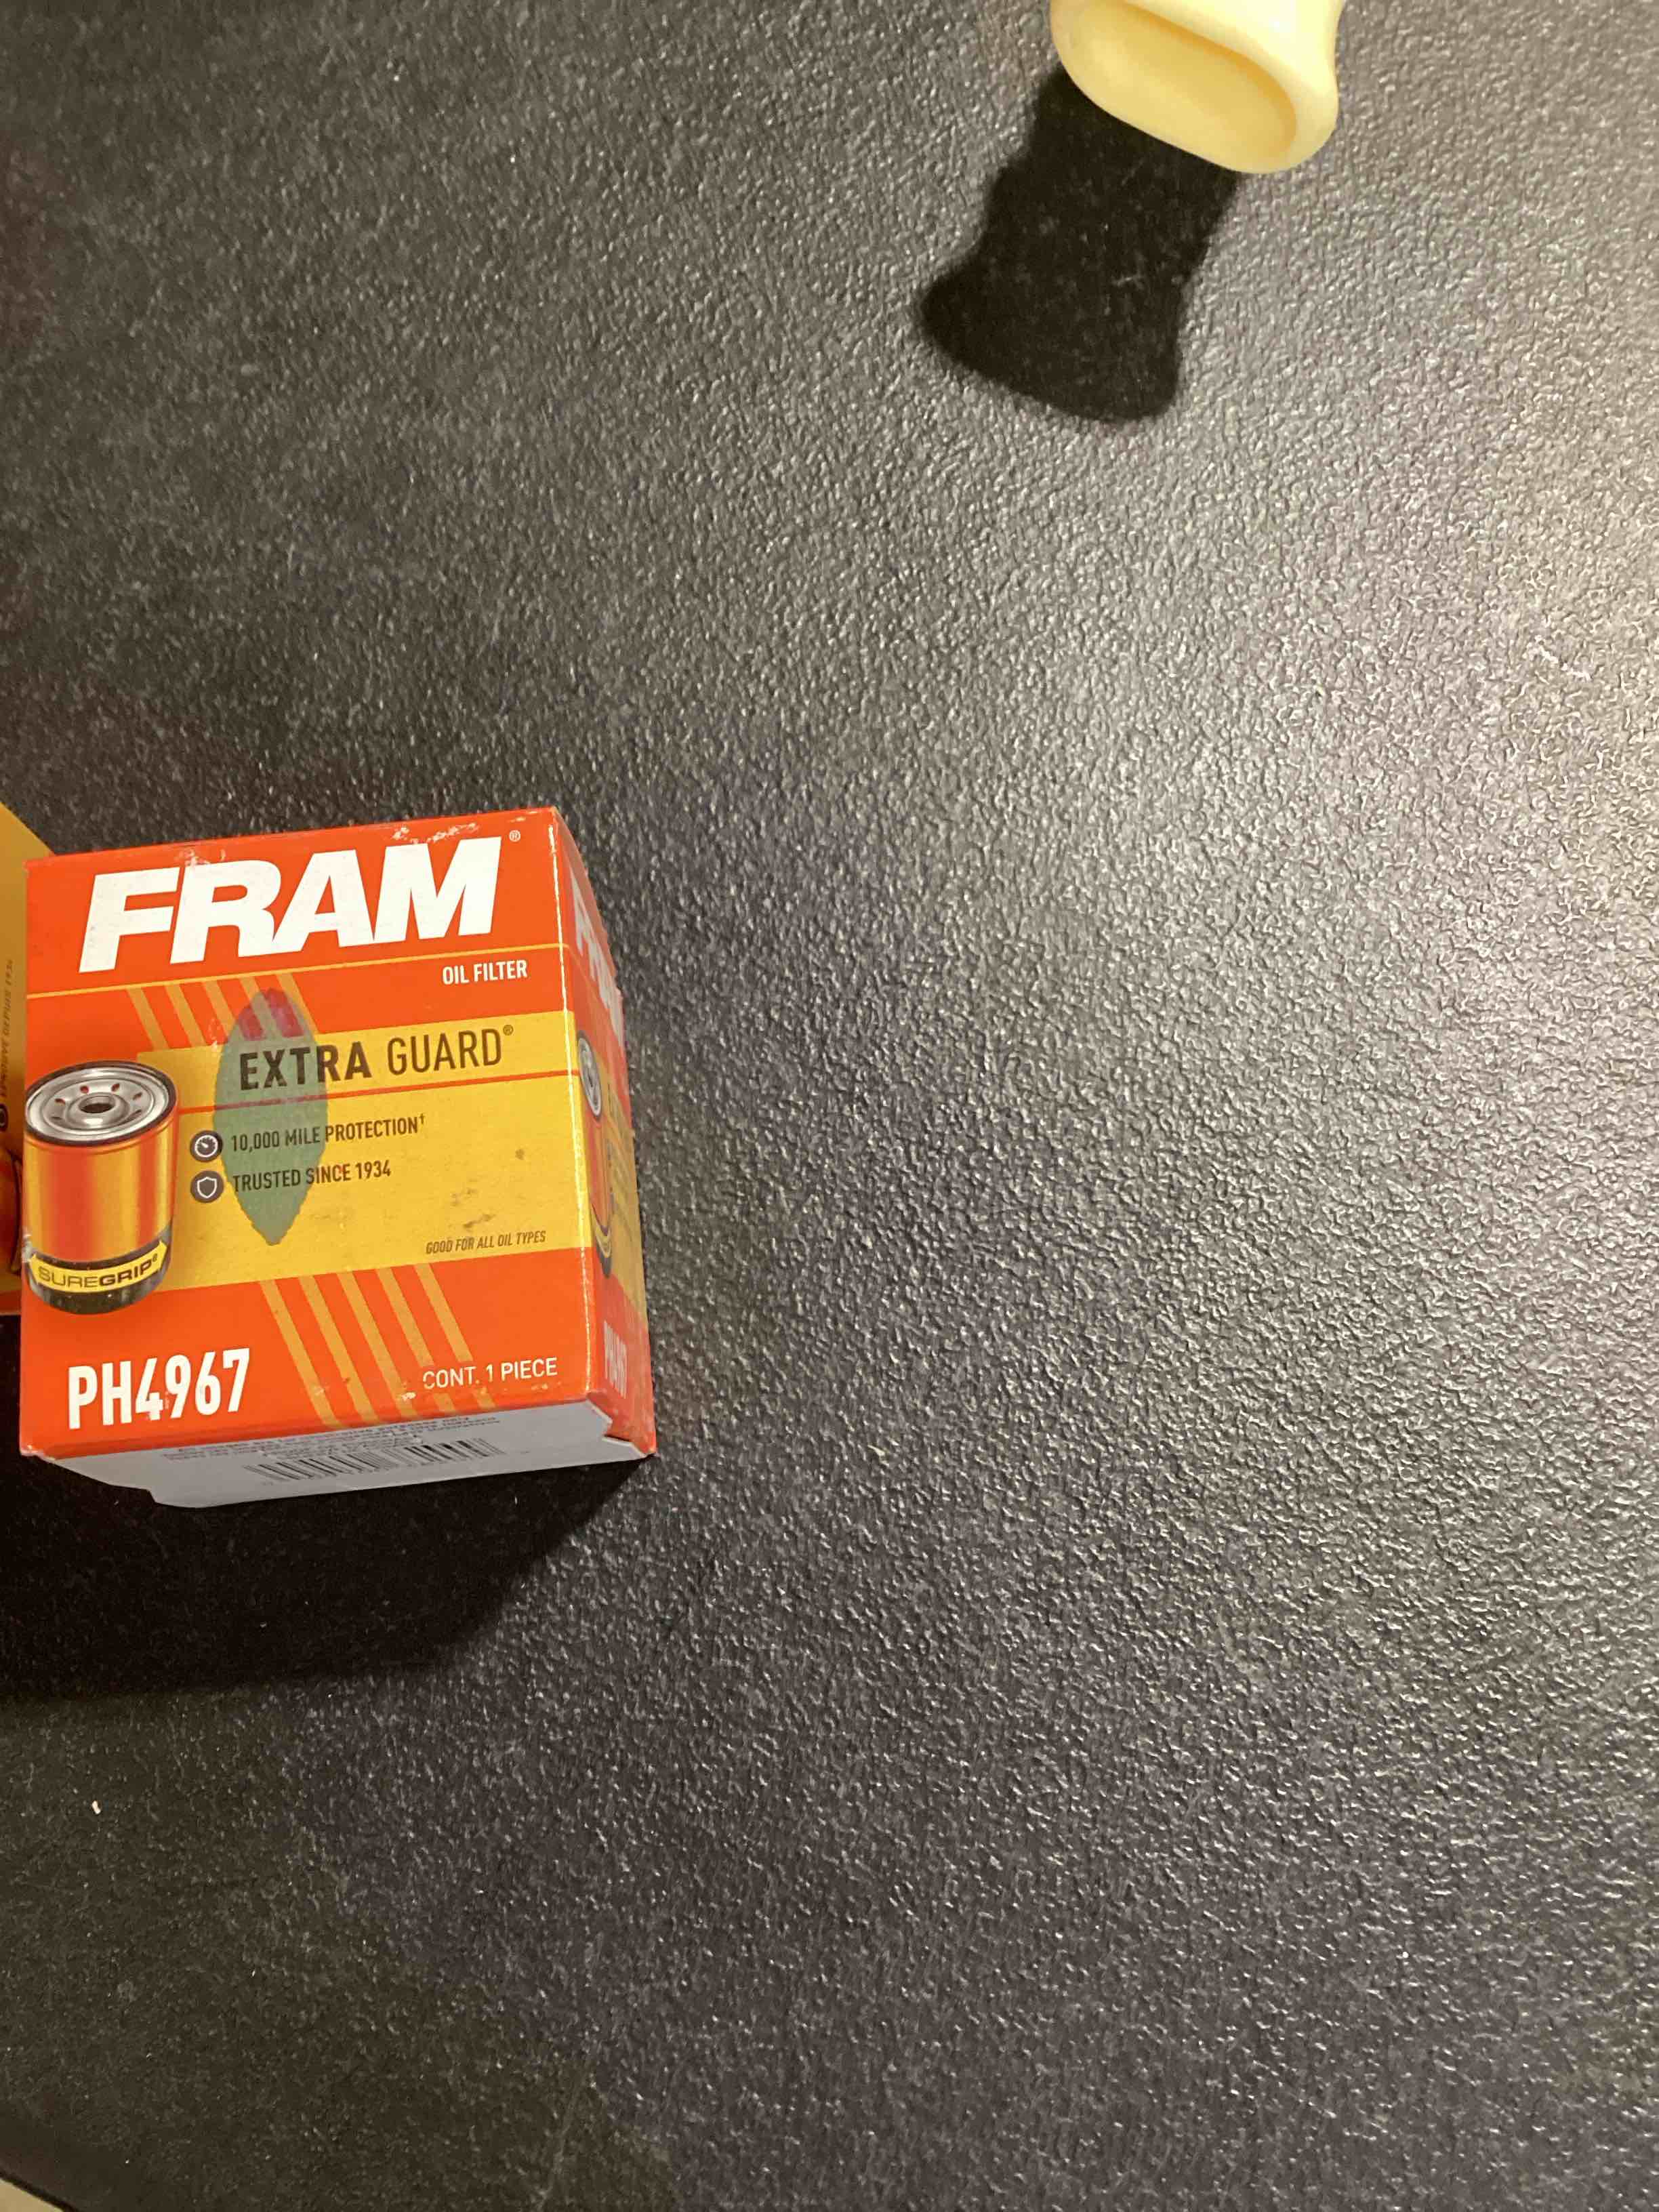 FRAM®
OIL FILTER
EXTRA GUARD®
10,000 MILE PROTECTION†
TRUSTED SINCE 1934
GOOD FOR ALL OIL TYPES
SUREGRIP®
PH4967
CONT. 1 PIECE
PH4967